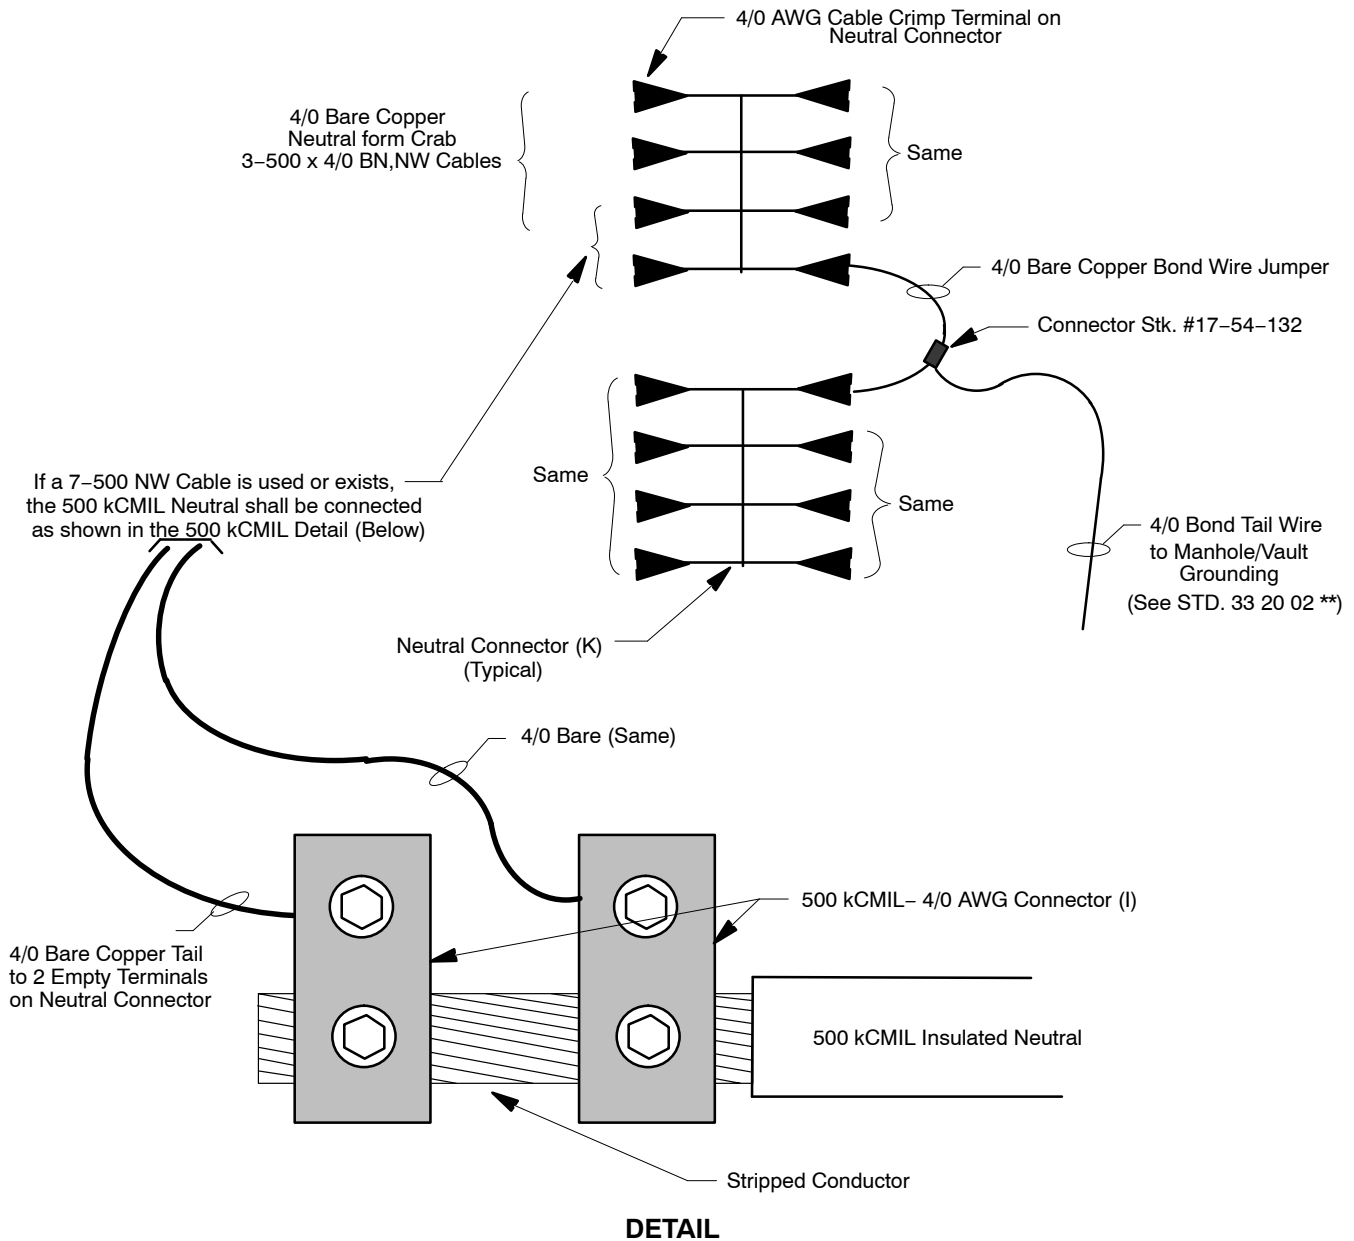 4/0 AWG Cable Crimp Terminal on
Neutral Connector
4/0 Bare Copper
Neutral form Crab
3–500 x 4/0 BN,NW Cables
Same
4/0 Bare Copper Bond Wire Jumper
Connector Stk. #17–54–132
If a 7–500 NW Cable is used or exists,
the 500 kCMIL Neutral shall be connected
as shown in the 500 kCMIL Detail (Below)
Same
Same
4/0 Bond Tail Wire
to Manhole/Vault
Grounding
(See STD. 33 20 02 **)
Neutral Connector (K)
(Typical)
4/0 Bare (Same)
500 kCMIL– 4/0 AWG Connector (I)
4/0 Bare Copper Tail
to 2 Empty Terminals
on Neutral Connector
500 kCMIL Insulated Neutral
Stripped Conductor
DETAIL